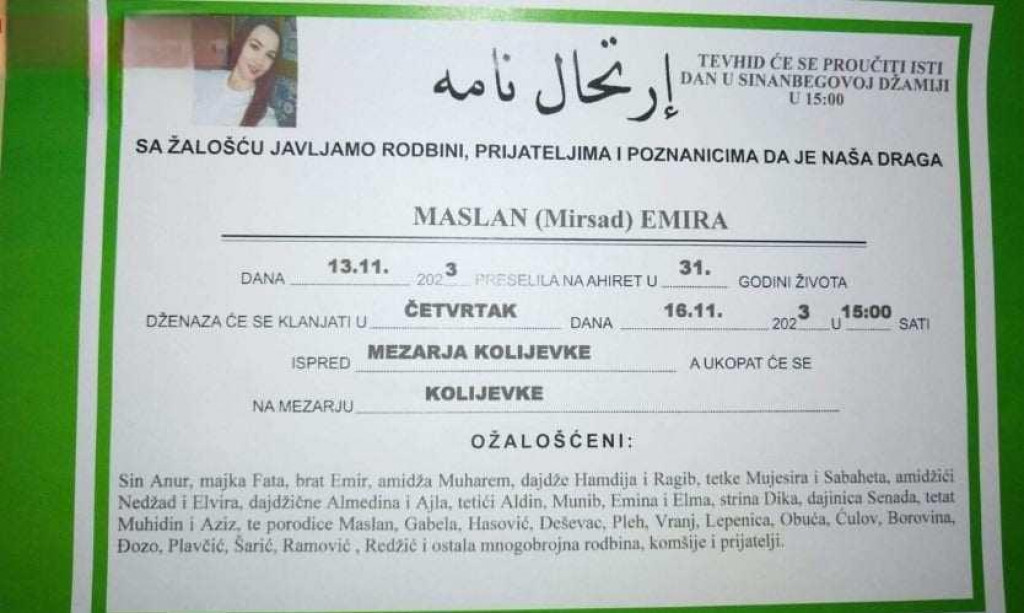 إرتحال نامه
TEVHID ĆE SE PROUČITI ISTI
DAN U SINANBEGOVOJ DŽAMIJI
U 15:00
SA ŽALOŠĆU JAVLJAMO RODBINI, PRIJATELJIMA I POZNANICIMA DA JE NAŠA DRAGA
MASLAN (Mirsad) EMIRA
DANA 13.11. 2023 PRESELILA NA AHIRET U 31. GODINI ŽIVOTA
DŽENAZA ĆE SE KLANJATI U ČETVRTAK DANA 16.11. 2023 U 15:00 SATI
ISPRED MEZARJA KOLIJEVKE A UKOPAT ĆE SE
NA MEZARJU KOLIJEVKE
OŽALOŠĆENI:
Sin Anur, majka Fata, brat Emir, amidža Muharem, dajdže Hamdija i Ragib, tetke Mujesira i Sabaheta, amidžići
Nedžad i Elvira, dajdžične Almedina i Ajla, tetići Aldin, Munib, Emina i Elma, strina Dika, dajinica Senada, tetat
Muhidin i Aziz, te porodice Maslan, Gabela, Hasović, Deševac, Pleh, Vranj, Lepenica, Obuća, Ćulov, Borovina,
Đozo, Plavčić, Šarić, Ramović , Redžić i ostala mnogobrojna rodbina, komšije i prijatelji.